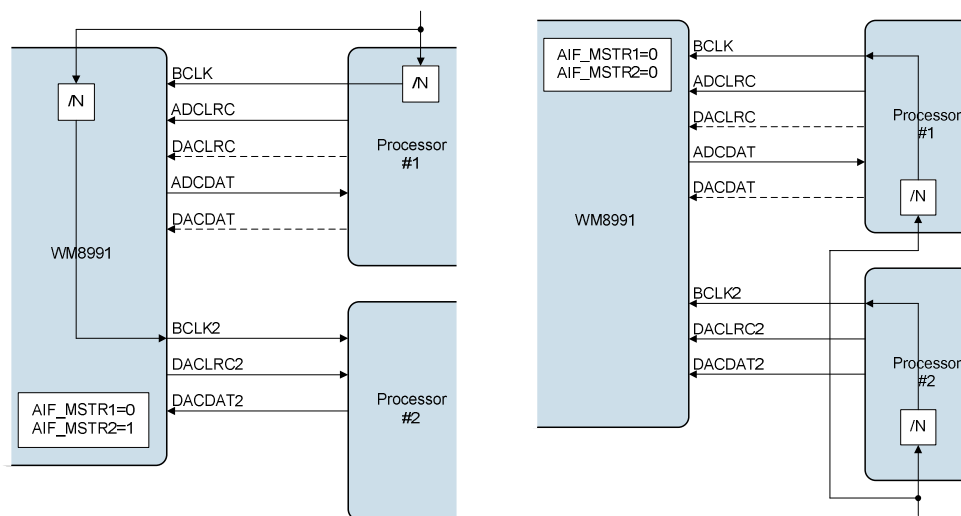 /N
/N
BCLK
ADCLRC
DACLRC
ADCDAT
DACDAT
Processor
#1
WM8991
BCLK2
DACLRC2
DACDAT2
Processor
#2
AIF_MSTR1=0
AIF_MSTR2=1
AIF_MSTR1=0
AIF_MSTR2=0
BCLK
ADCLRC
DACLRC
ADCDAT
DACDAT
Processor
#1
/N
WM8991
BCLK2
DACLRC2
DACDAT2
Processor
#2
/N